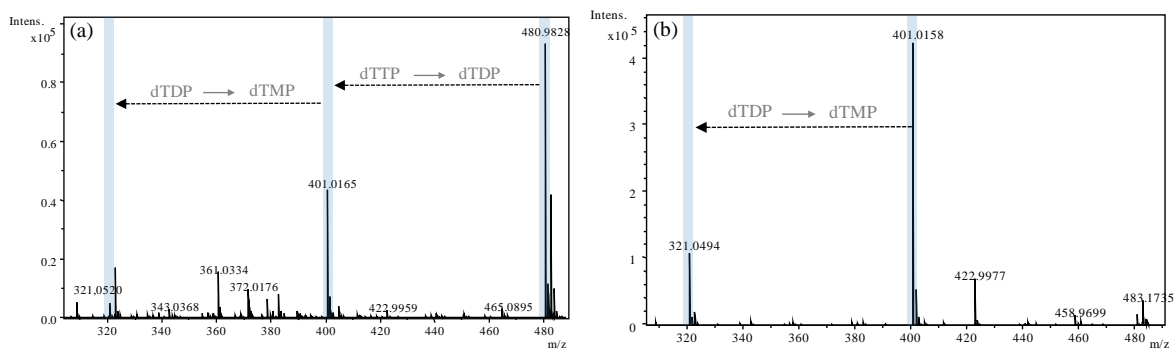 Intens.
x10⁵
(a)
480.9828
0.8
dTTP → dTDP
dTDP → dTMP
0.6
401.0165
0.4
0.2
361.0334
372.0176
321.0520
343.0368
422.9959
465.0895
0.0
320 340 360 380 400 420 440 460 480
m/z
Intens.
x10⁵
(b)
401.0158
4
dTDP → dTMP
3
2
321.0494
1
422.9977
483.1735
458.9699
0
320 340 360 380 400 420 440 460 480
m/z